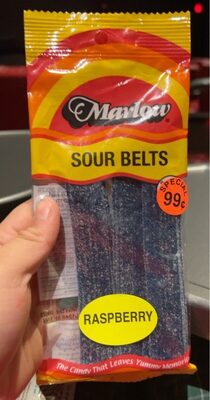 Marlow®
SOUR BELTS
SPECIAL
99¢
RASPBERRY
The Candy That Leaves Yummy Memories